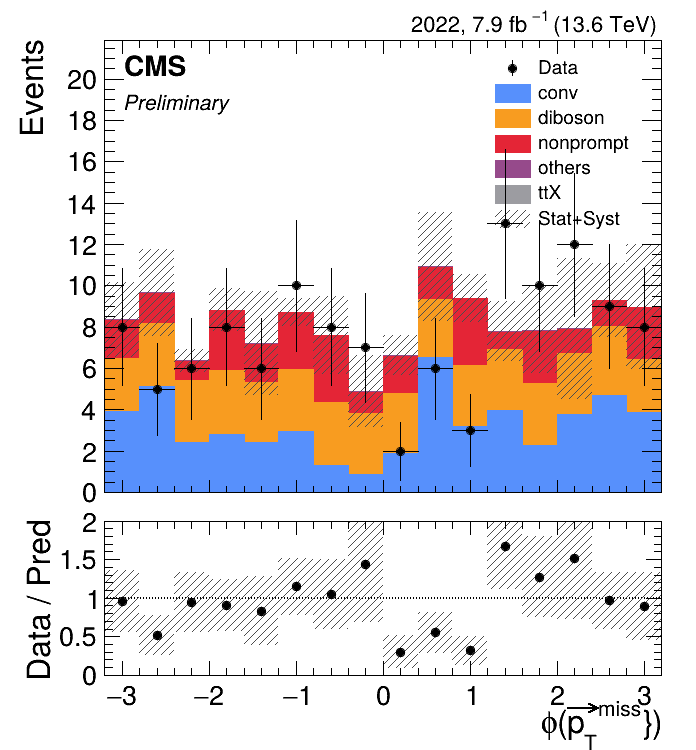 2022, 7.9 fb⁻¹ (13.6 TeV)
CMS
Preliminary
Data
conv
diboson
nonprompt
others
ttX
Stat+Syst
Events
20
18
16
14
12
10
8
6
4
2
0
Data / Pred
2
1.5
1
0.5
0
−3 −2 −1 0 1 2 3
ϕ(p_T^miss})